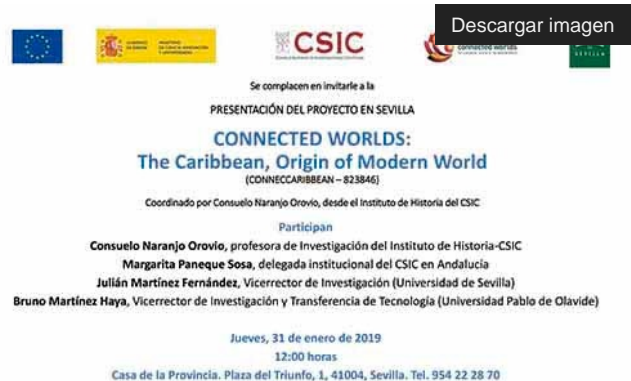 Descargar imagen
CSIC
connected worlds
SEVILLA
Se complacen en invitarle a la
PRESENTACIÓN DEL PROYECTO EN SEVILLA
CONNECTED WORLDS:
The Caribbean, Origin of Modern World
(CONNECCARIBBEAN – 823846)
Coordinado por Consuelo Naranjo Orovio, desde el Instituto de Historia del CSIC
Participan
Consuelo Naranjo Orovio, profesora de Investigación del Instituto de Historia-CSIC
Margarita Paneque Sosa, delegada institucional del CSIC en Andalucía
Julián Martínez Fernández, Vicerrector de Investigación (Universidad de Sevilla)
Bruno Martínez Haya, Vicerrector de Investigación y Transferencia de Tecnología (Universidad Pablo de Olavide)
Jueves, 31 de enero de 2019
12:00 horas
Casa de la Provincia. Plaza del Triunfo, 1, 41004, Sevilla. Tel. 954 22 28 70